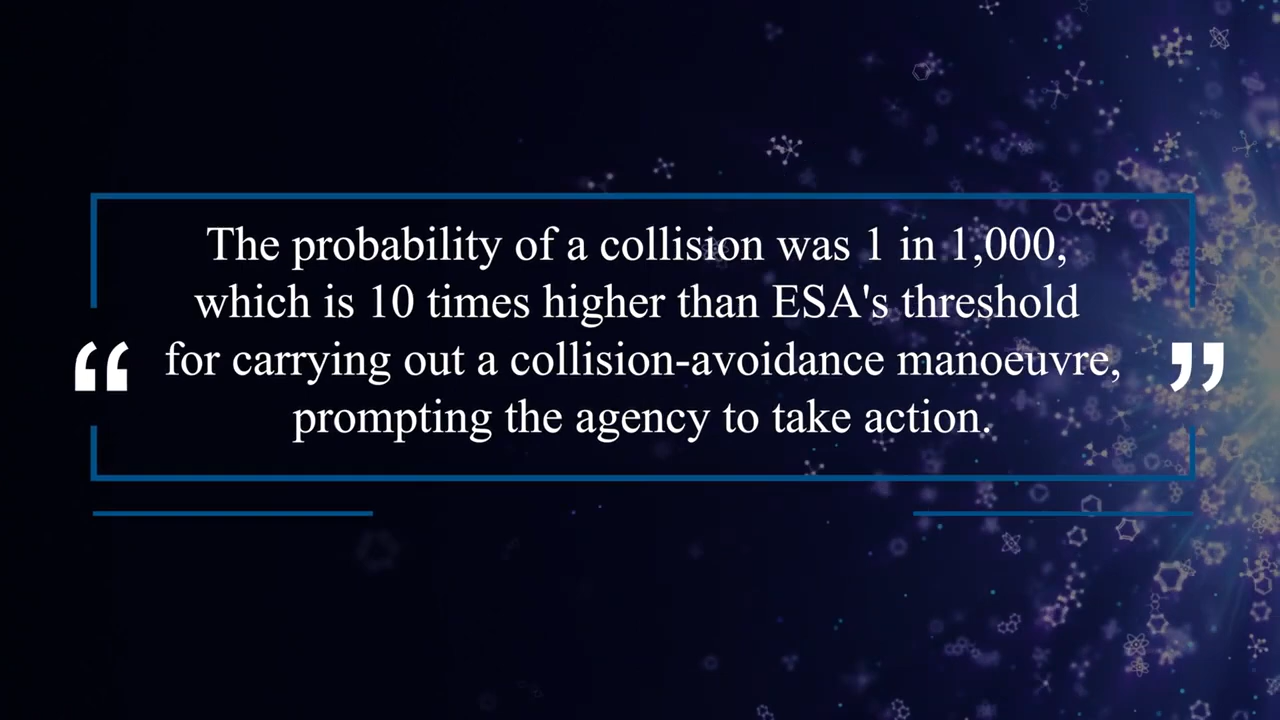 The probability of a collision was 1 in 1,000,
which is 10 times higher than ESA's threshold
“ for carrying out a collision-avoidance manoeuvre, ”
prompting the agency to take action.